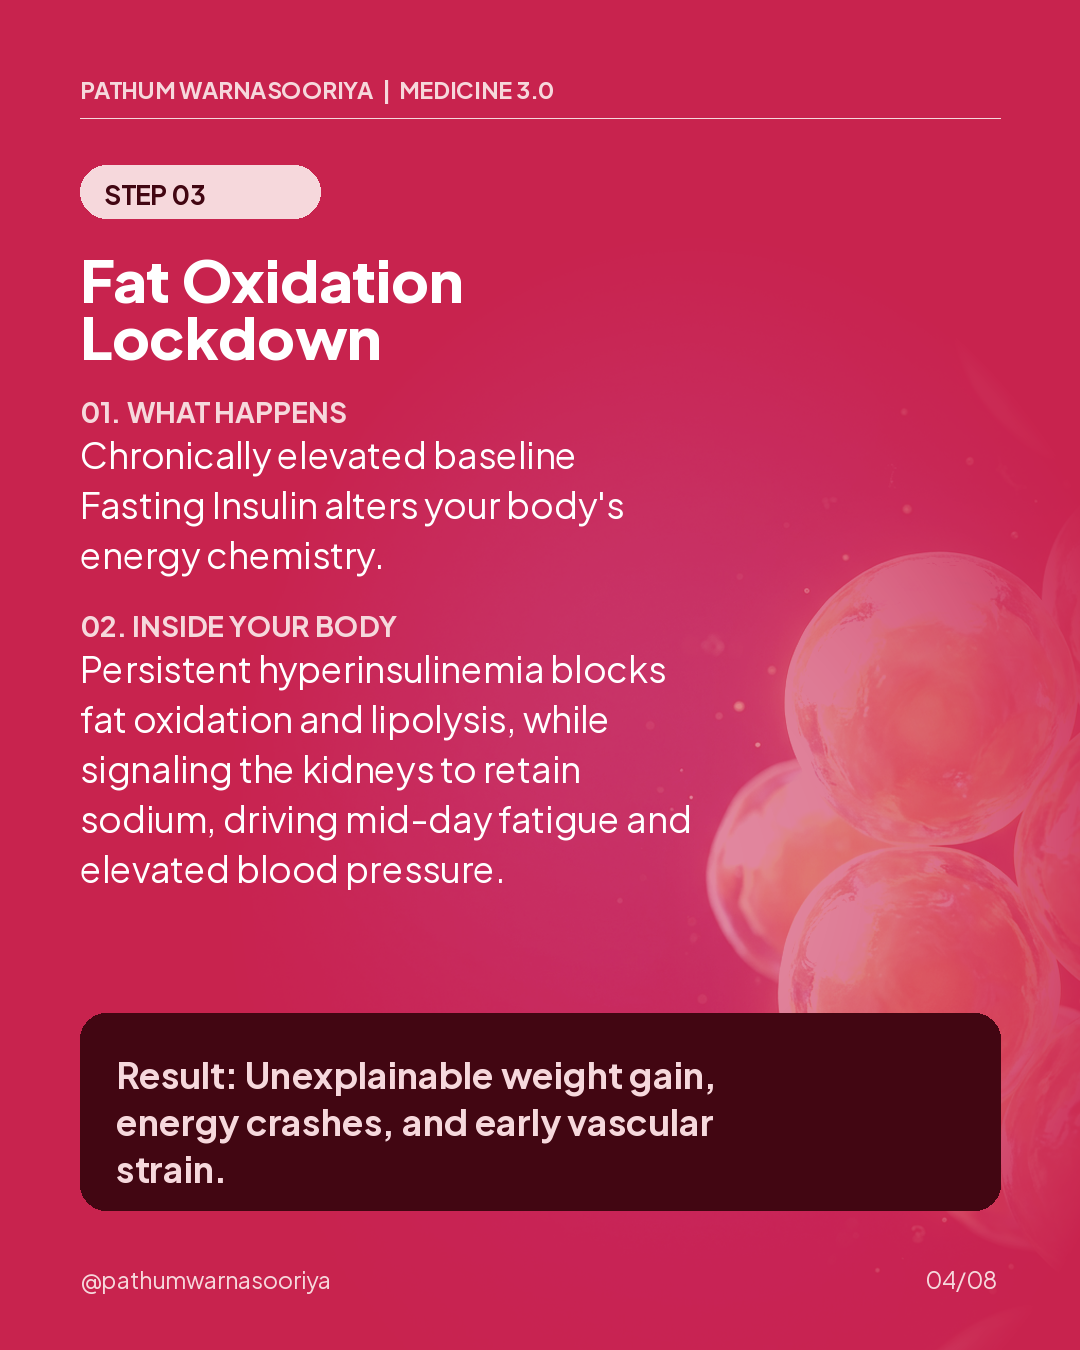 PATHUM WARNASOORIYA | MEDICINE 3.0
STEP 03
Fat Oxidation
Lockdown
01. WHAT HAPPENS
Chronically elevated baseline
Fasting Insulin alters your body's
energy chemistry.
02. INSIDE YOUR BODY
Persistent hyperinsulinemia blocks
fat oxidation and lipolysis, while
signaling the kidneys to retain
sodium, driving mid-day fatigue and
elevated blood pressure.
Result: Unexplainable weight gain,
energy crashes, and early vascular
strain.
@pathumwarnasooriya
04/08